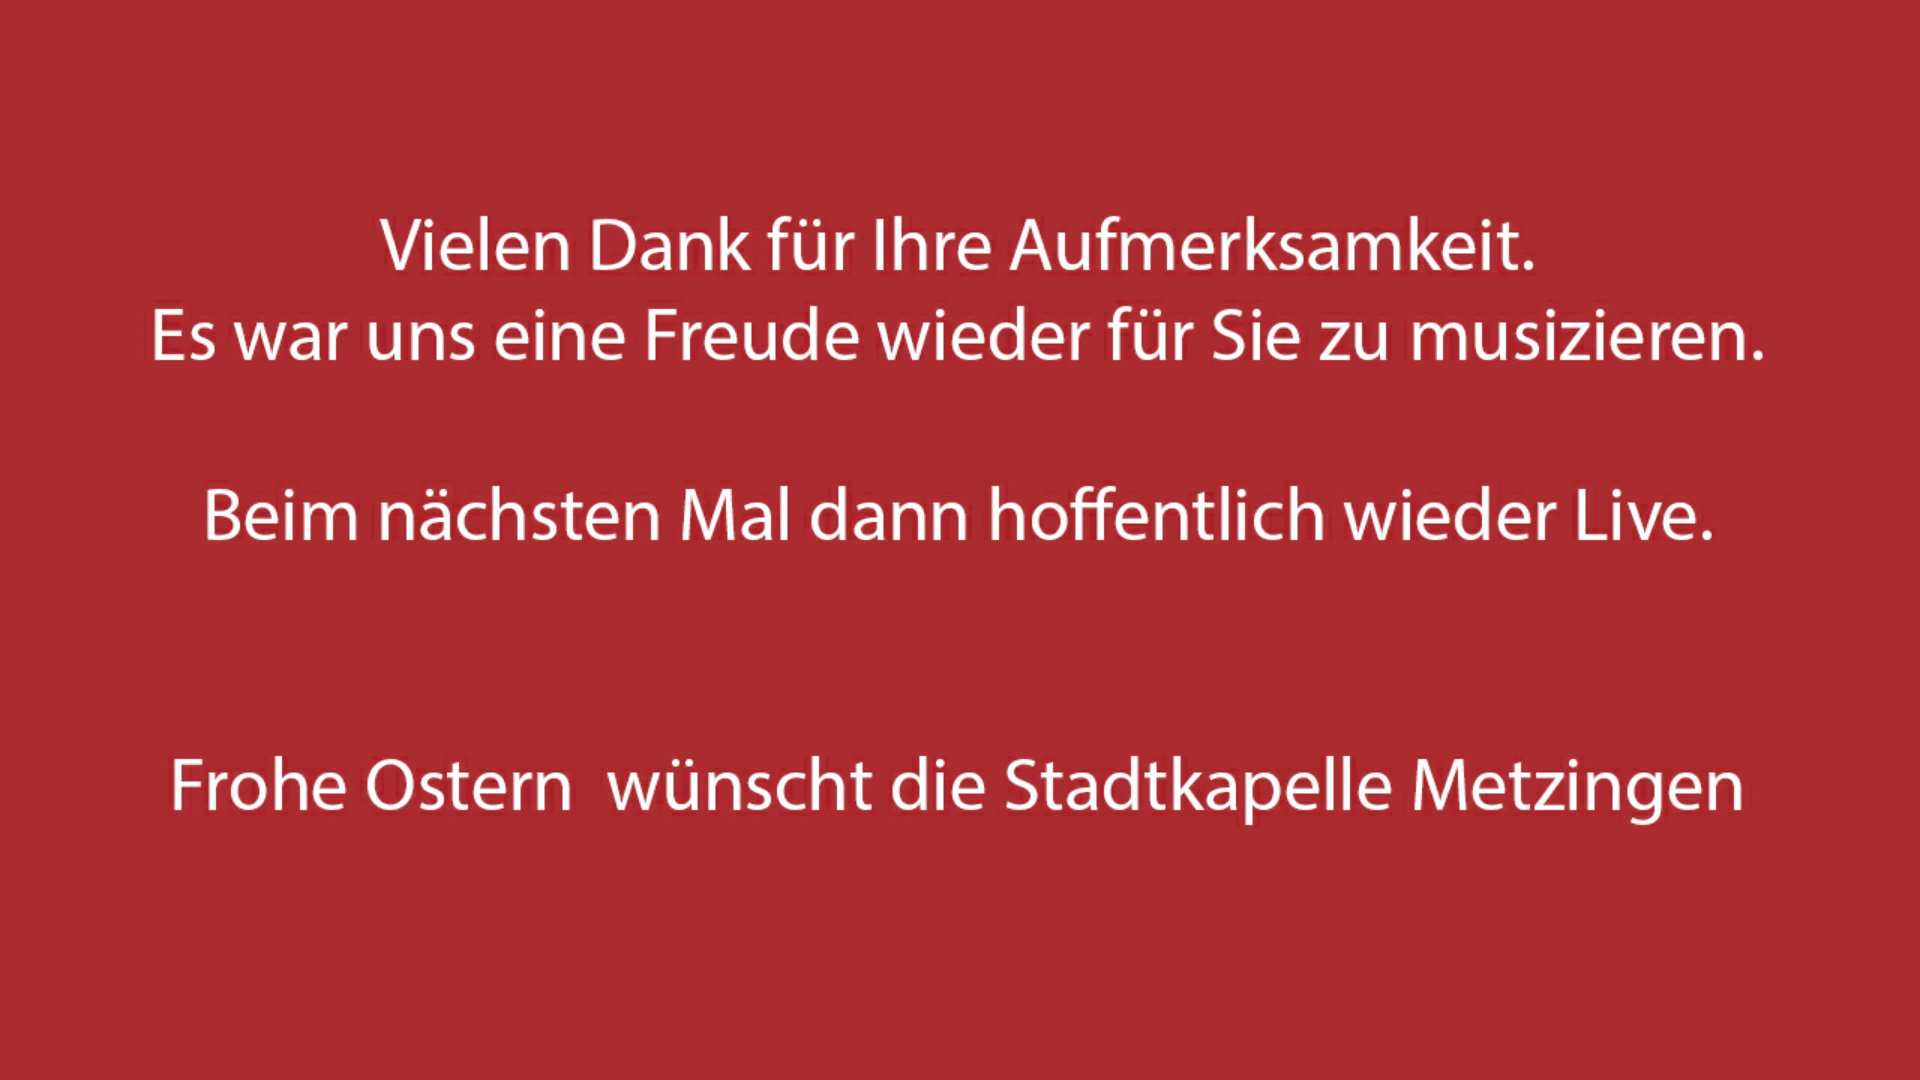 Vielen Dank für Ihre Aufmerksamkeit.
Es war uns eine Freude wieder für Sie zu musizieren.
Beim nächsten Mal dann hoffentlich wieder Live.
Frohe Ostern  wünscht die Stadtkapelle Metzingen